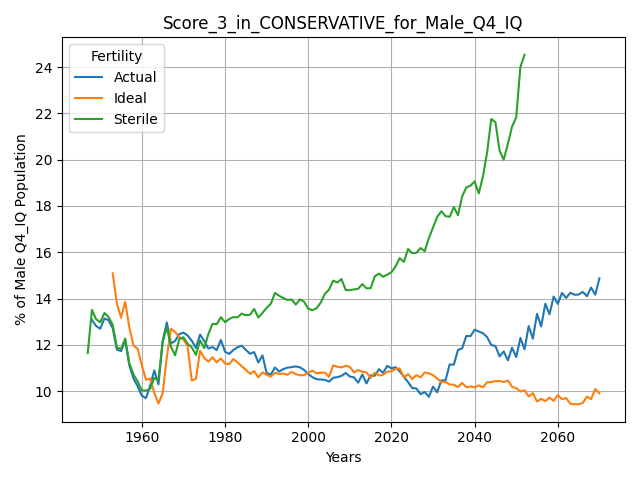 Score_3_in_CONSERVATIVE_for_Male_Q4_IQ
Fertility
Actual
Ideal
Sterile
% of Male Q4_IQ Population
24
22
20
18
16
14
12
10
1960
1980
2000
2020
2040
2060
Years